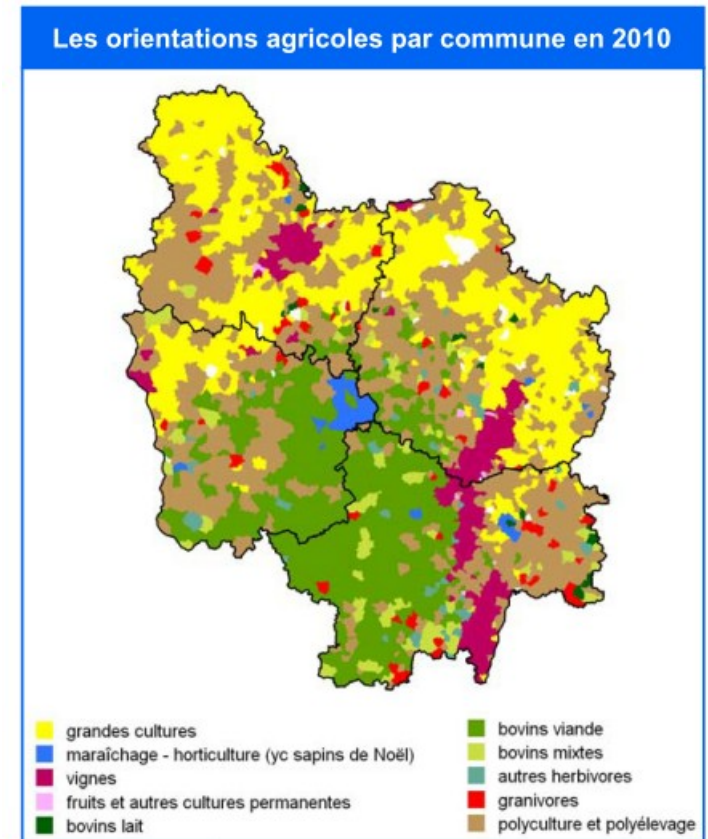 Les orientations agricoles par commune en 2010
grandes cultures
maraîchage - horticulture (yc sapins de Noël)
vignes
fruits et autres cultures permanentes
bovins lait
bovins viande
bovins mixtes
autres herbivores
granivores
polyculture et polyélevage